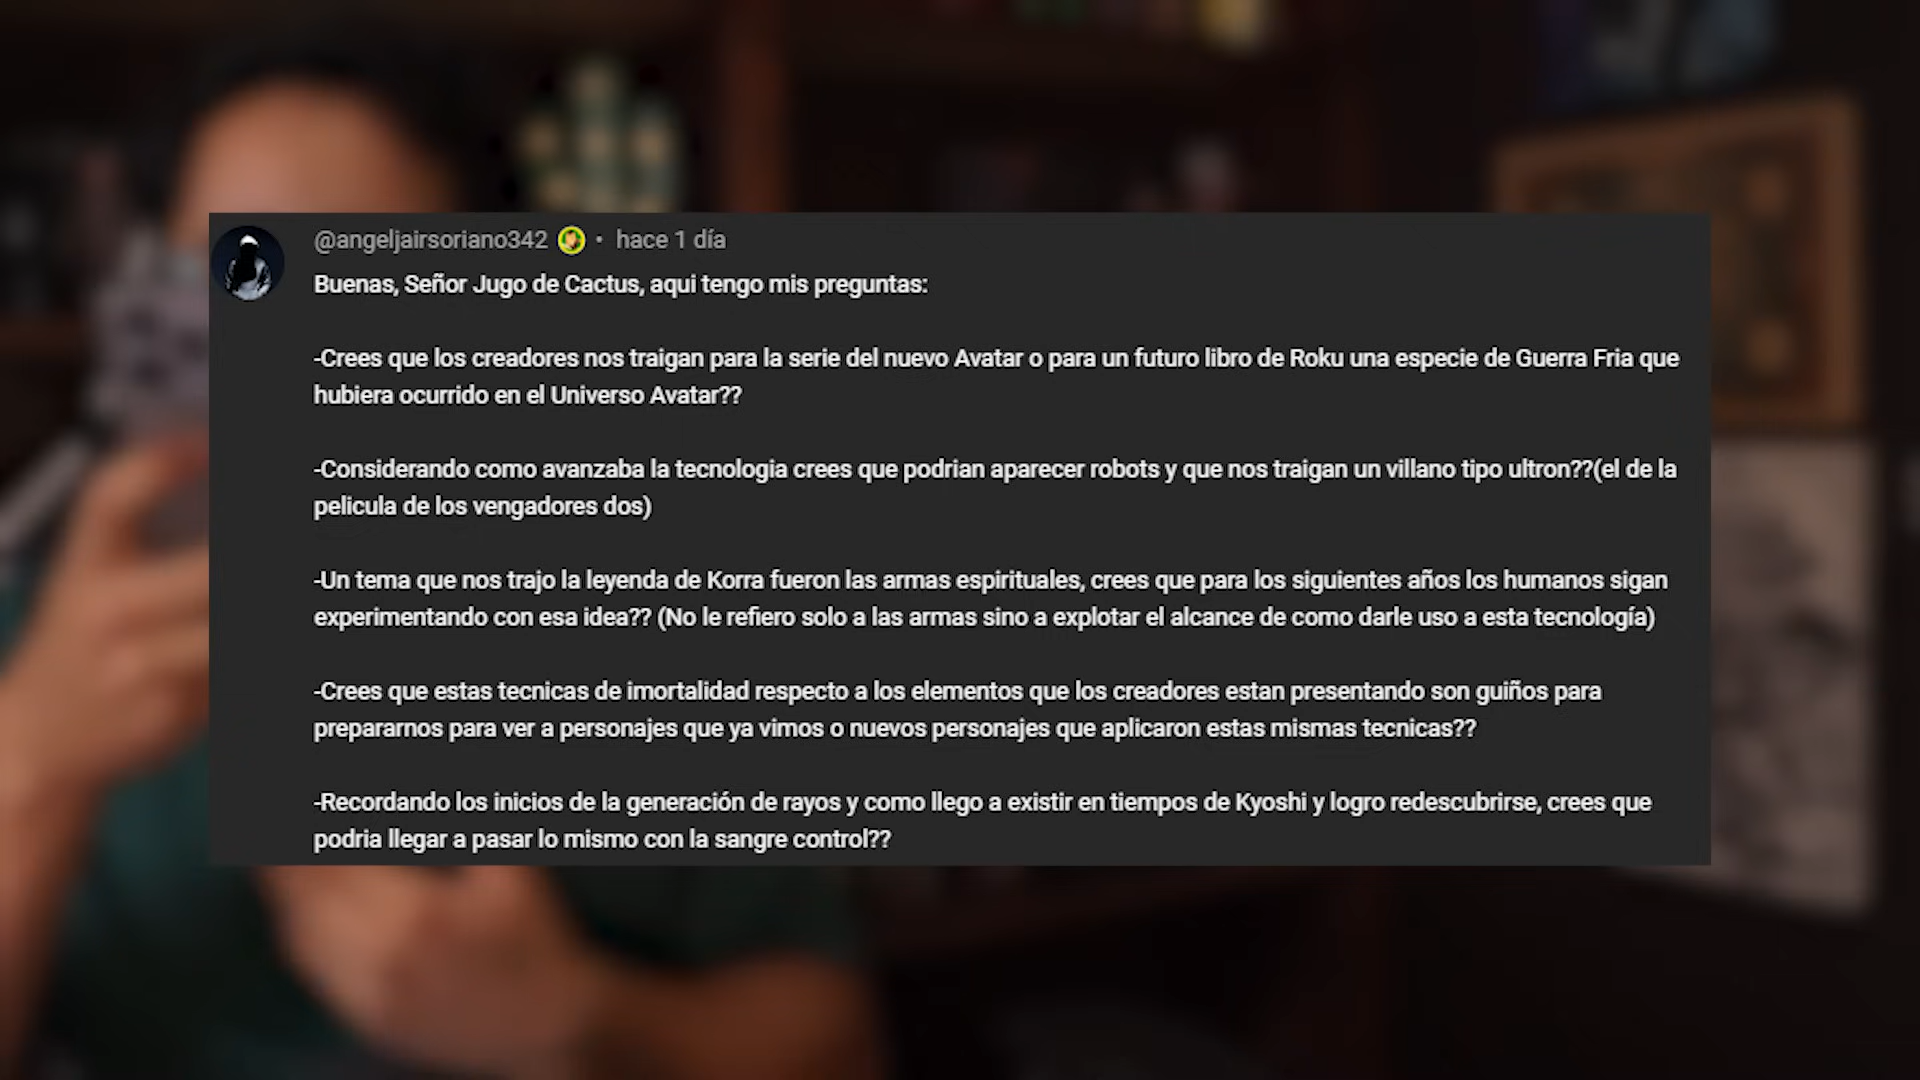 @angeljairsoriano342 • hace 1 día
Buenas, Señor Jugo de Cactus, aqui tengo mis preguntas:
-Crees que los creadores nos traigan para la serie del nuevo Avatar o para un futuro libro de Roku una especie de Guerra Fria que
hubiera ocurrido en el Universo Avatar??
-Considerando como avanzaba la tecnologia crees que podrian aparecer robots y que nos traigan un villano tipo ultron??(el de la
pelicula de los vengadores dos)
-Un tema que nos trajo la leyenda de Korra fueron las armas espirituales, crees que para los siguientes años los humanos sigan
experimentando con esa idea?? (No le refiero solo a las armas sino a explotar el alcance de como darle uso a esta tecnología)
-Crees que estas tecnicas de imortalidad respecto a los elementos que los creadores estan presentando son guiños para
prepararnos para ver a personajes que ya vimos o nuevos personajes que aplicaron estas mismas tecnicas??
-Recordando los inicios de la generación de rayos y como llego a existir en tiempos de Kyoshi y logro redescubrirse, crees que
podria llegar a pasar lo mismo con la sangre control??